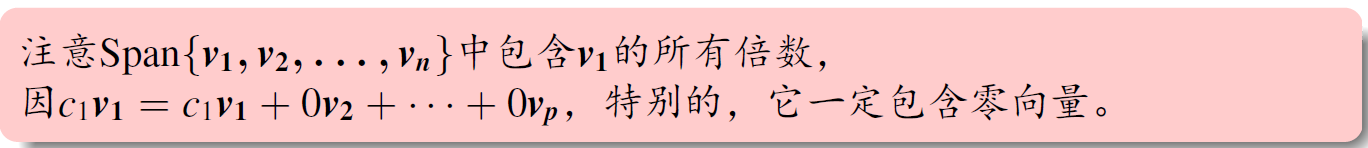 注意Span{v₁, v₂, . . . , vₙ}中包含v₁的所有倍数，
因c₁v₁ = c₁v₁ + 0v₂ + · · · + 0vₚ，特别的，它一定包含零向量。